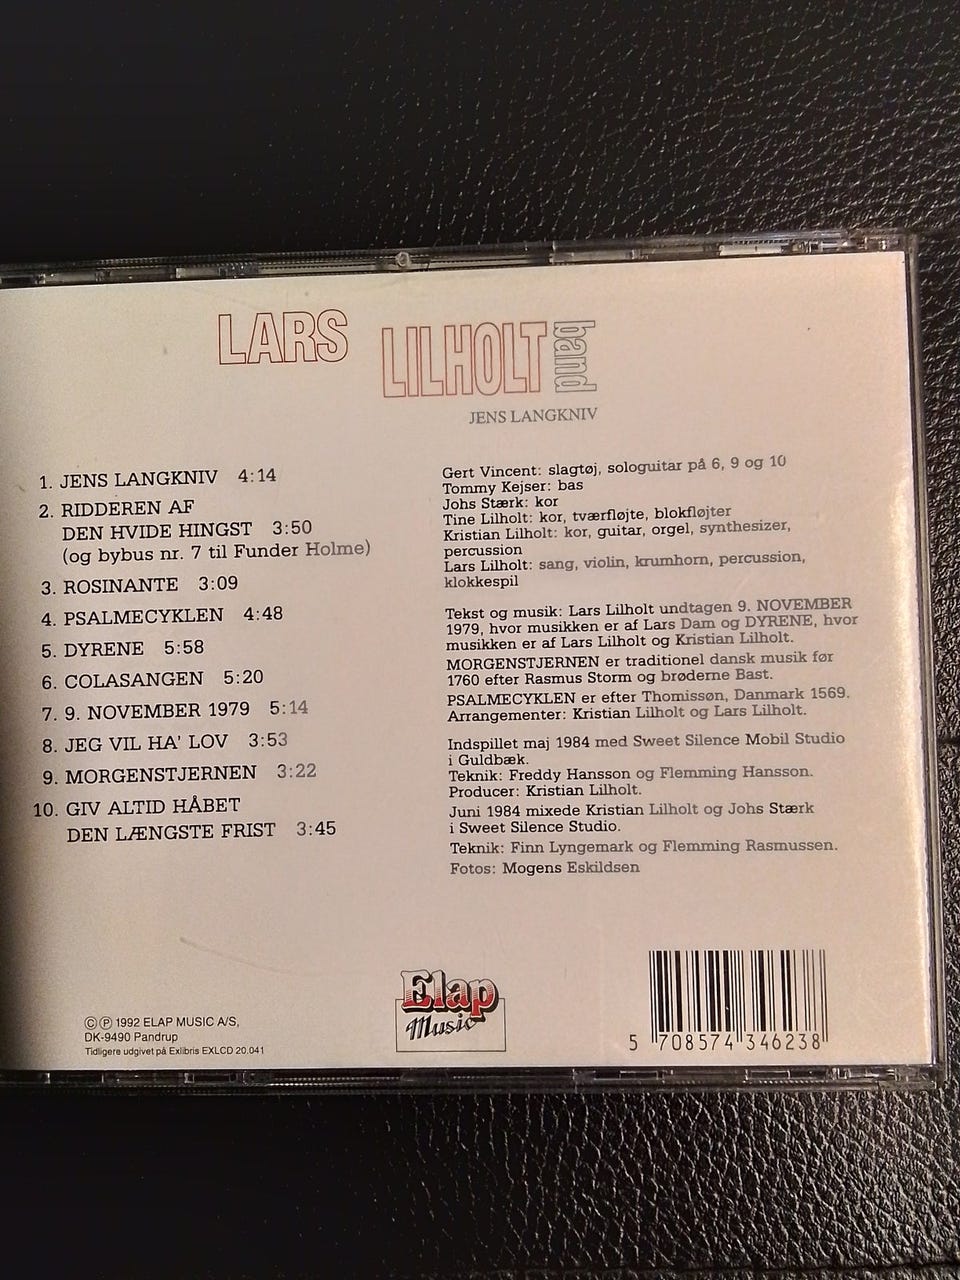 LARS
LILHOLT band
JENS LANGKNIV
1. JENS LANGKNIV 4:14
2. RIDDEREN AF
DEN HVIDE HINGST 3:50
(og bybus nr. 7 til Funder Holme)
3. ROSINANTE 3:09
4. PSALMECYKLEN 4:48
5. DYRENE 5:58
6. COLASANGEN 5:20
7. 9. NOVEMBER 1979 5:14
8. JEG VIL HA' LOV 3:53
9. MORGENSTJERNEN 3:22
10. GIV ALTID HÅBET
DEN LÆNGSTE FRIST 3:45
Gert Vincent: slagtøj, sologuitar på 6, 9 og 10
Tommy Kejser: bas
Johs Stærk: kor
Tine Lilholt: kor, tværfløjte, blokfløjter
Kristian Lilholt: kor, guitar, orgel, synthesizer,
percussion
Lars Lilholt: sang, violin, krumhorn, percussion,
klokkespil
Tekst og musik: Lars Lilholt undtagen 9. NOVEMBER
1979, hvor musikken er af Lars Dam og DYRENE, hvor
musikken er af Lars Lilholt og Kristian Lilholt.
MORGENSTJERNEN er traditionel dansk musik før
1760 efter Rasmus Storm og brøderne Bast.
PSALMECYKLEN er efter Thomissøn, Danmark 1569.
Arrangementer: Kristian Lilholt og Lars Lilholt.
Indspillet maj 1984 med Sweet Silence Mobil Studio
i Guldbæk.
Teknik: Freddy Hansson og Flemming Hansson.
Producer: Kristian Lilholt.
Juni 1984 mixede Kristian Lilholt og Johs Stærk
i Sweet Silence Studio.
Teknik: Finn Lyngemark og Flemming Rasmussen.
Fotos: Mogens Eskildsen
© ℗ 1992 ELAP MUSIC A/S,
DK-9490 Pandrup
Tidligere udgivet på Exlibris EXLCD 20.041
Elap
Music
5 708574 346238